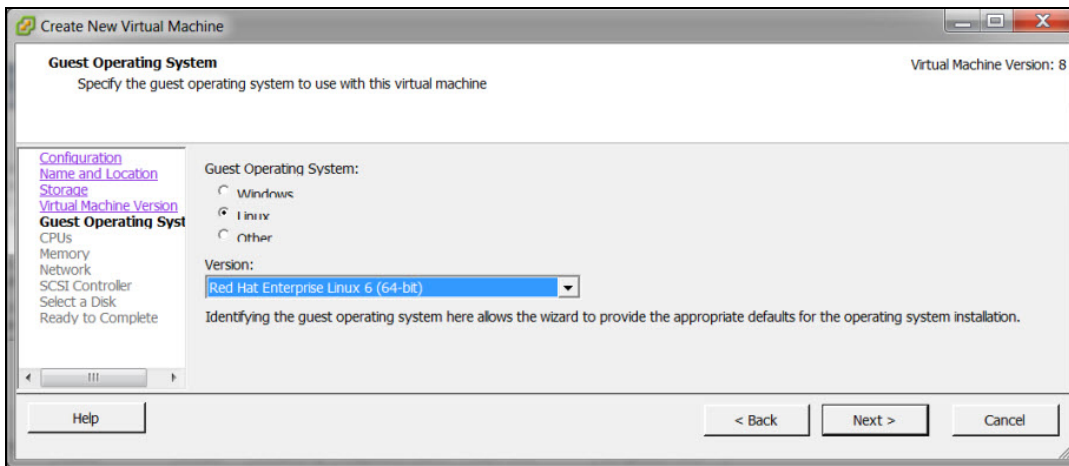 Create New Virtual Machine
Guest Operating System
Specify the guest operating system to use with this virtual machine
Virtual Machine Version: 8
Configuration
Name and Location
Storage
Virtual Machine Version
Guest Operating Syst
CPUs
Memory
Network
SCSI Controller
Select a Disk
Ready to Complete
Guest Operating System:
Windows
Linux
Other
Version:
Red Hat Enterprise Linux 6 (64-bit)
Identifying the guest operating system here allows the wizard to provide the appropriate defaults for the operating system installation.
Help
< Back
Next >
Cancel